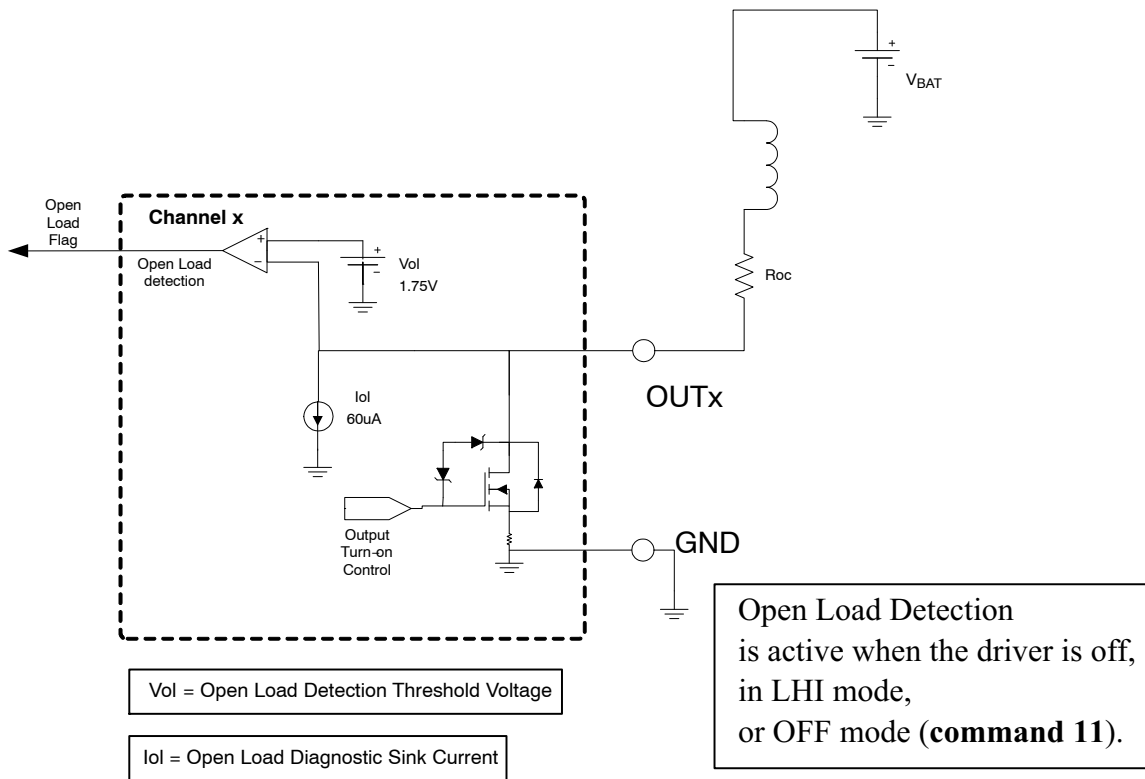 +
−
VBAT
Open
Load
Flag
Channel x
+
−
Open Load
detection
+
−
Vol
1.75V
Roc
OUTx
Iol
60uA
Output
Turn-on
Control
GND
Open Load Detection
is active when the driver is off,
in LHI mode,
or OFF mode (command 11).
Vol = Open Load Detection Threshold Voltage
Iol = Open Load Diagnostic Sink Current